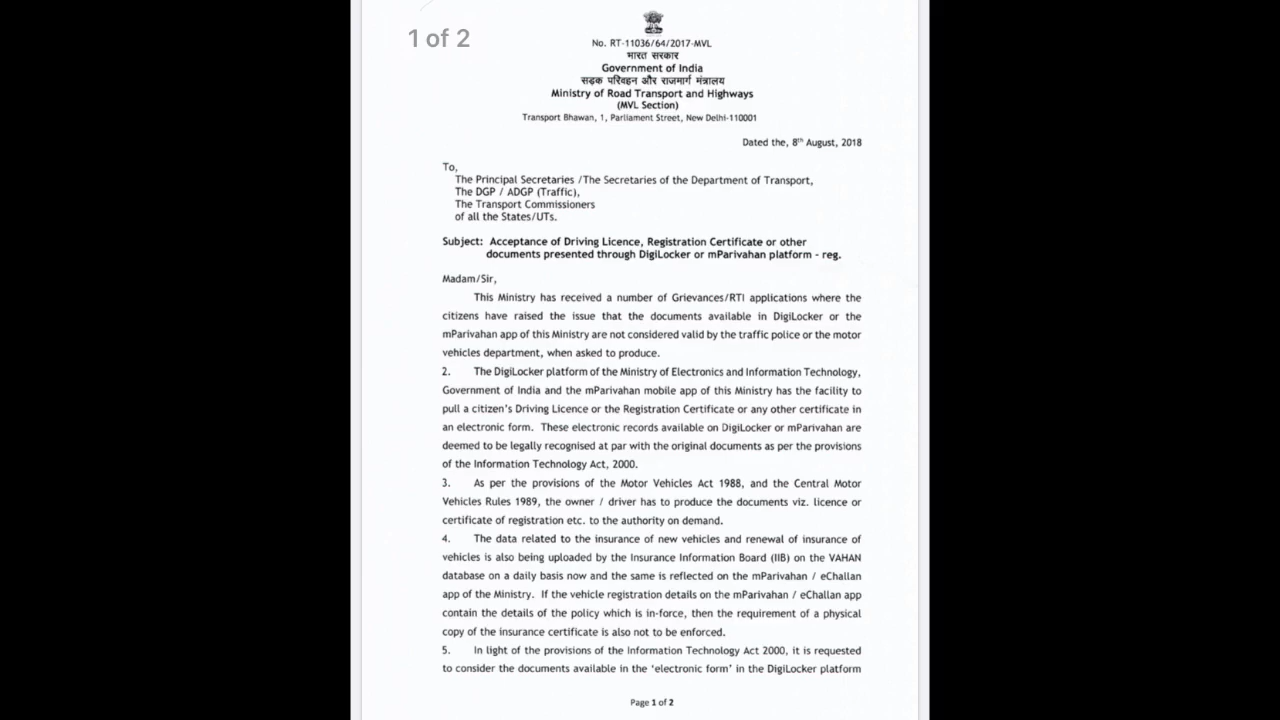 1 of 2
No. RT-11036/64/2017-MVL
भारत सरकार
Government of India
सड़क परिवहन और राजमार्ग मंत्रालय
Ministry of Road Transport and Highways
(MVL Section)
Transport Bhawan, 1, Parliament Street, New Delhi-110001
Dated the, 8th August, 2018
To,
The Principal Secretaries /The Secretaries of the Department of Transport,
The DGP / ADGP (Traffic),
The Transport Commissioners
of all the States/UTs.
Subject: Acceptance of Driving Licence, Registration Certificate or other
documents presented through DigiLocker or mParivahan platform - reg.
Madam/Sir,
This Ministry has received a number of Grievances/RTI applications where the
citizens have raised the issue that the documents available in DigiLocker or the
mParivahan app of this Ministry are not considered valid by the traffic police or the motor
vehicles department, when asked to produce.
2. The DigiLocker platform of the Ministry of Electronics and Information Technology,
Government of India and the mParivahan mobile app of this Ministry has the facility to
pull a citizen's Driving Licence or the Registration Certificate or any other certificate in
an electronic form. These electronic records available on DigiLocker or mParivahan are
deemed to be legally recognised at par with the original documents as per the provisions
of the Information Technology Act, 2000.
3. As per the provisions of the Motor Vehicles Act 1988, and the Central Motor
Vehicles Rules 1989, the owner / driver has to produce the documents viz. licence or
certificate of registration etc. to the authority on demand.
4. The data related to the insurance of new vehicles and renewal of insurance of
vehicles is also being uploaded by the Insurance Information Board (IIB) on the VAHAN
database on a daily basis now and the same is reflected on the mParivahan / eChallan
app of the Ministry. If the vehicle registration details on the mParivahan / eChallan app
contain the details of the policy which is in-force, then the requirement of a physical
copy of the insurance certificate is also not to be enforced.
5. In light of the provisions of the Information Technology Act 2000, it is requested
to consider the documents available in the 'electronic form' in the DigiLocker platform
Page 1 of 2